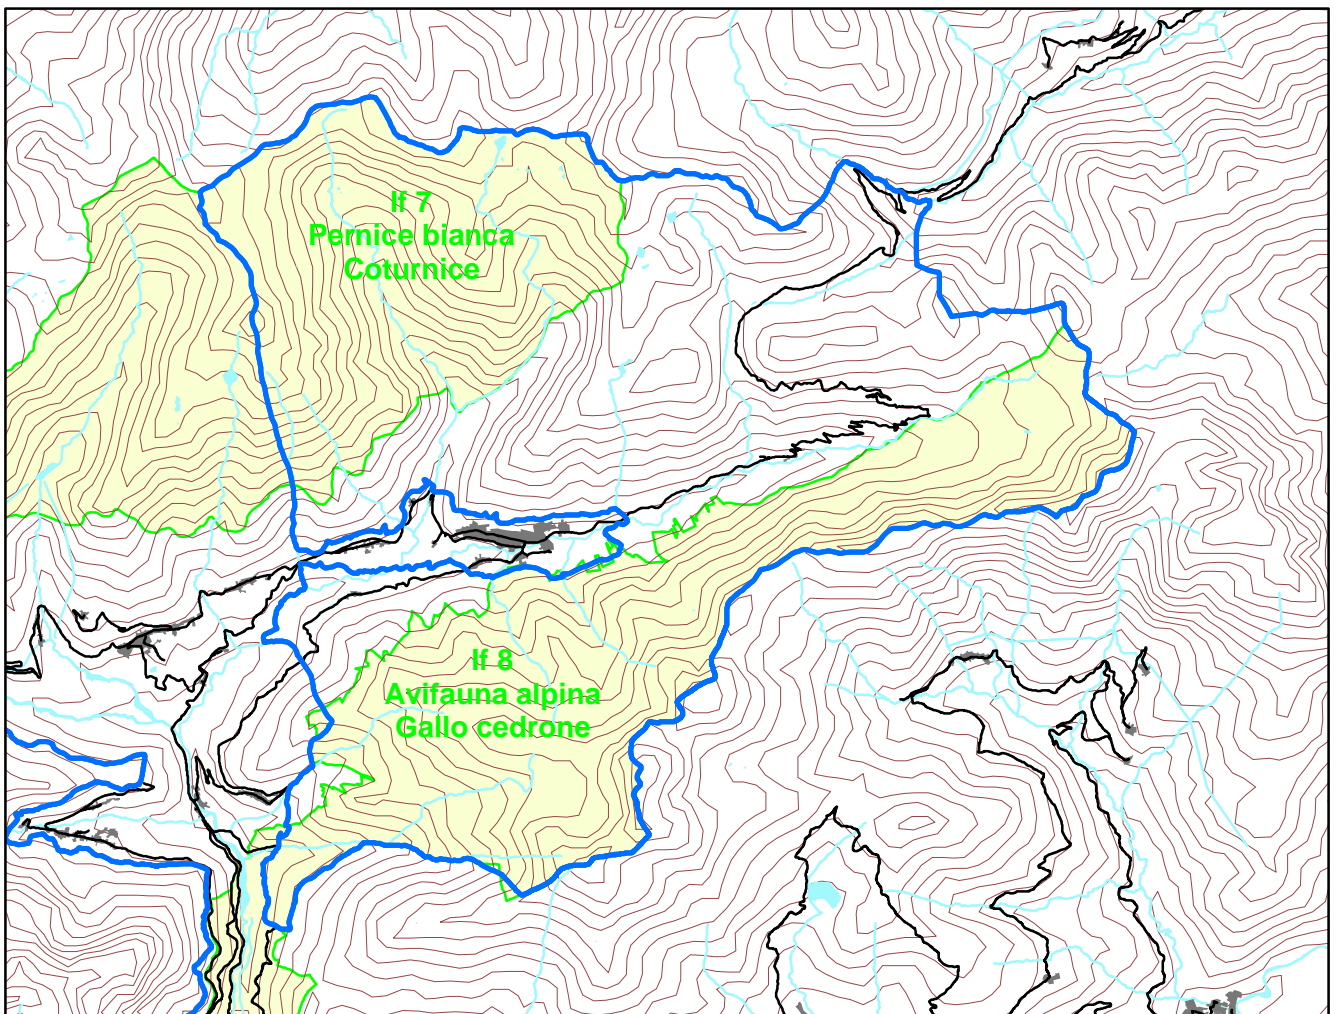 If 7
Pernice bianca
Coturnice
If 8
Avifauna alpina
Gallo cedrone